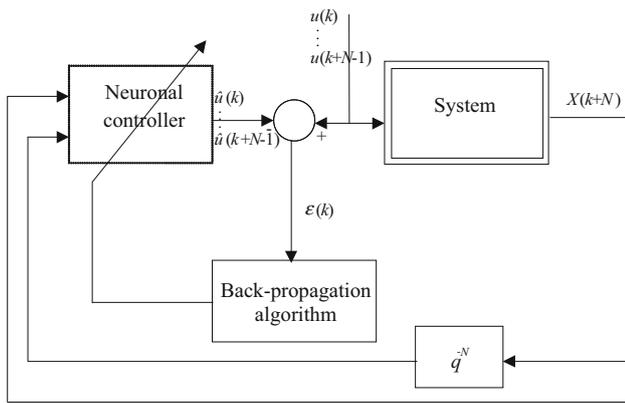 u(k)
⋮
u(k+N-1)
Neuronal
controller
û(k)
⋮
û(k+N-1)
-
+
System
X(k+N)
ε(k)
Back-propagation
algorithm
q^-N